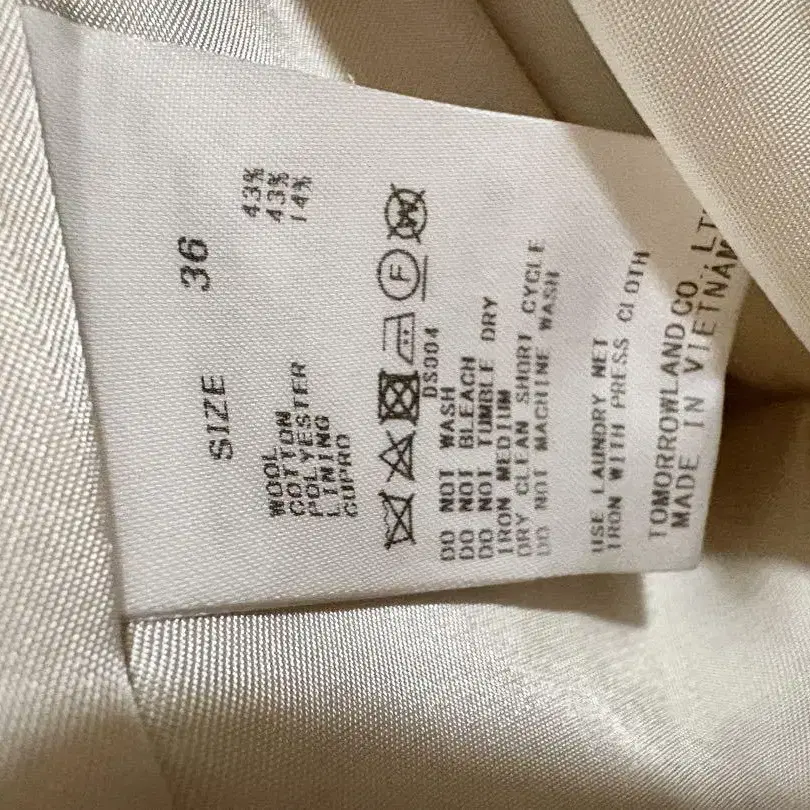 SIZE 36
WOOL 43%
COTTON 43%
POLYESTER 14%
LINING
CUPRO
F W
DS004
DO NOT WASH
DO NOT BLEACH
DO NOT TUMBLE DRY
IRON MEDIUM
DRY CLEAN SHORT CYCLE
DO NOT MACHINE WASH
USE LAUNDRY NET
IRON WITH PRESS CLOTH
TOMORROWLAND CO., LT
MADE IN VIETNAM